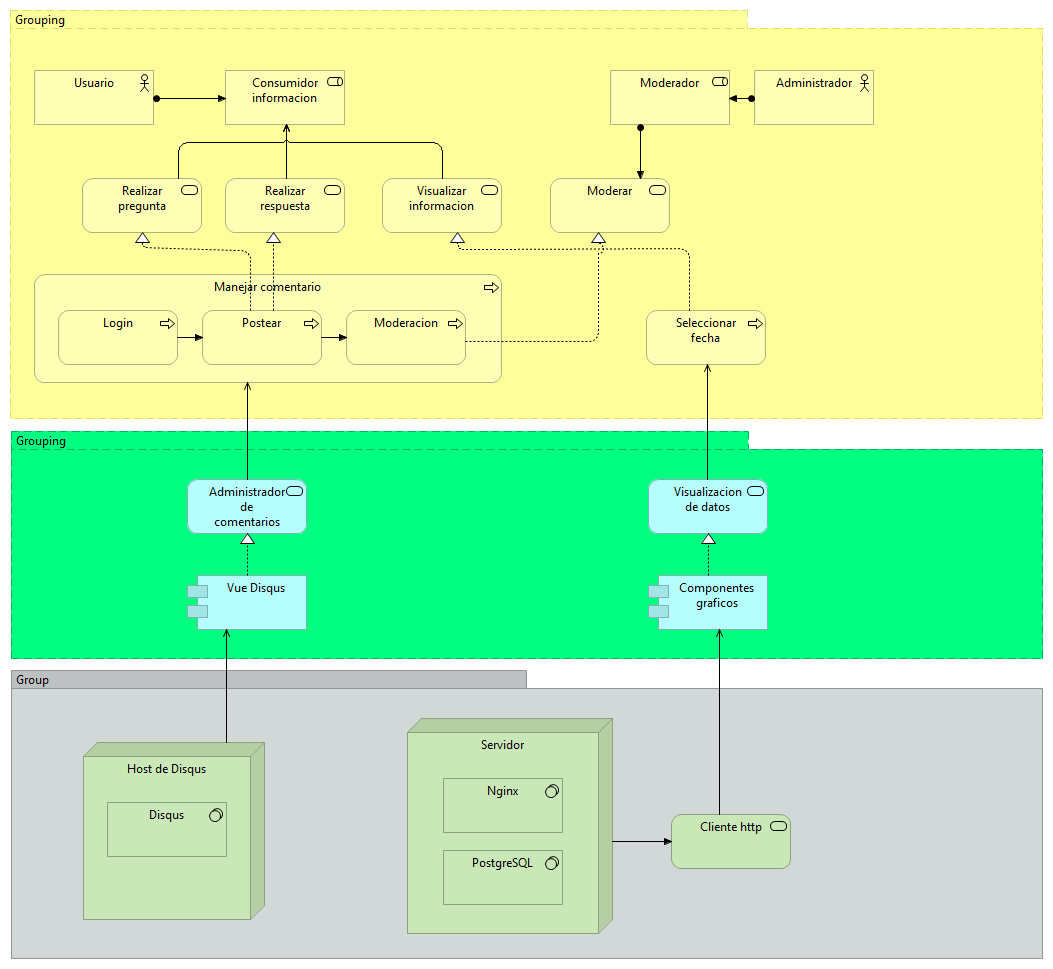 Grouping
Usuario
Consumidor
informacion
Moderador
Administrador
Realizar
pregunta
Realizar
respuesta
Visualizar
informacion
Moderar
Manejar comentario
Login
Postear
Moderacion
Seleccionar
fecha
Grouping
Administrador
de
comentarios
Visualizacion
de datos
Vue Disqus
Componentes
graficos
Group
Host de Disqus
Disqus
Servidor
Nginx
PostgreSQL
Cliente http